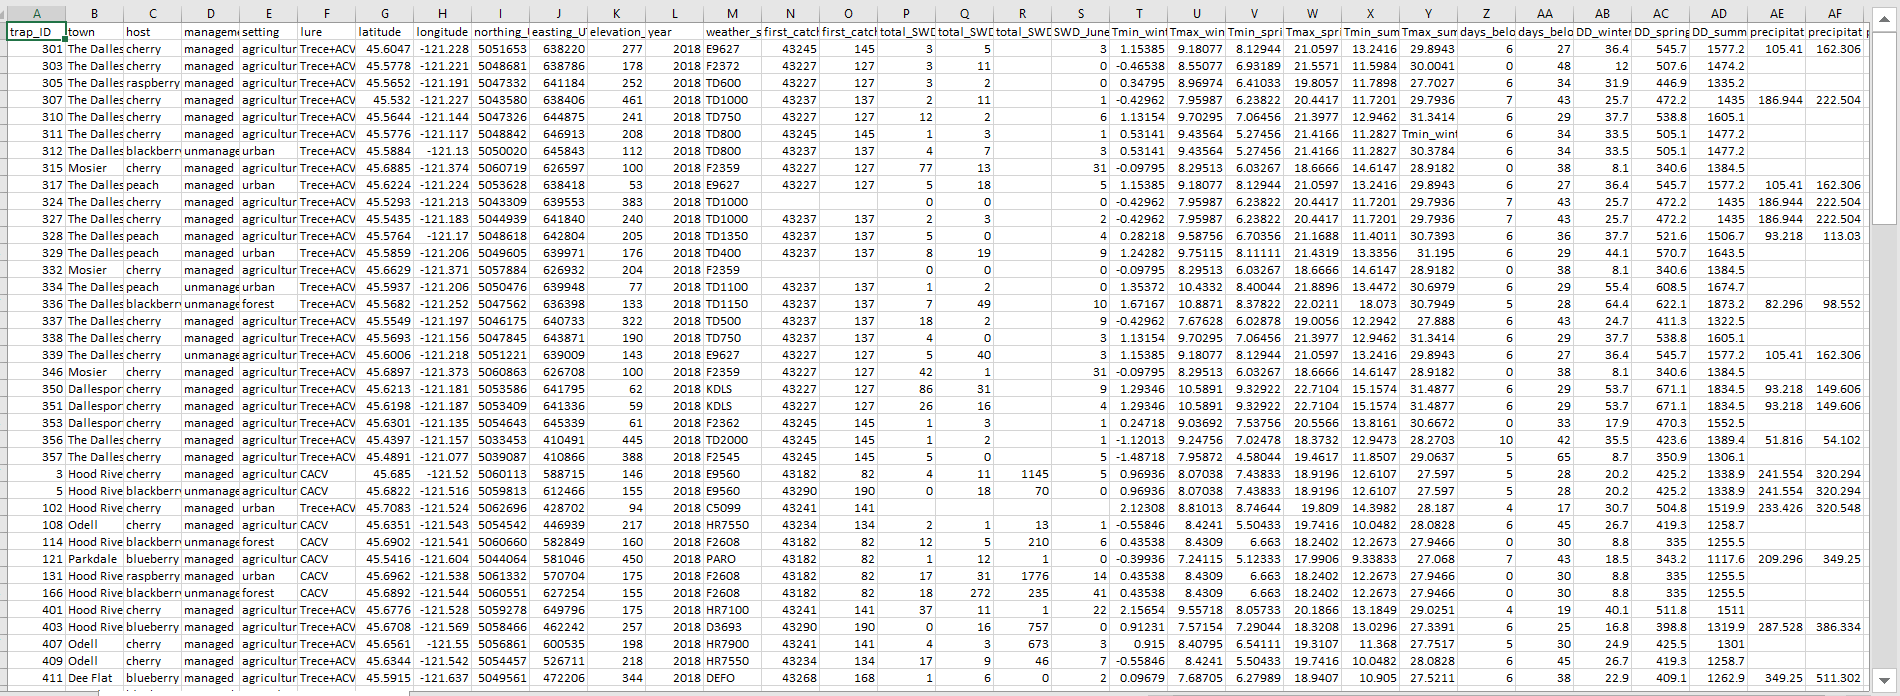 A B C D E F G H I J K L M N O P Q R S T U V W X Y Z AA AB AC AD AE AF
trap_ID town host manageme setting lure latitude longitude northing_ easting_U elevation_ year weather_s first_catch first_catch total_SWD total_SWD total_SWD SWD_June Tmin_wint Tmax_win Tmin_spri Tmax_spri Tmin_sum Tmax_sum days_belo days_belo DD_winter DD_spring DD_summ precipitat precipitat p
301 The Dalles cherry managed agricultur Trece+ACV 45.6047 -121.228 5051653 638220 277 2018 E9627 43245 145 3 5 3 1.15385 9.18077 8.12944 21.0597 13.2416 29.8943 6 27 36.4 545.7 1577.2 105.41 162.306
303 The Dalles cherry managed agricultur Trece+ACV 45.5778 -121.221 5048681 638786 178 2018 F2372 43227 127 3 11 0 -0.46538 8.55077 6.93189 21.5571 11.5984 30.0041 0 48 12 507.6 1474.2
305 The Dalles raspberry managed agricultur Trece+ACV 45.5652 -121.191 5047332 641184 252 2018 TD600 43227 127 3 2 0 0.34795 8.96974 6.41033 19.8057 11.7898 27.7027 6 34 31.9 446.9 1335.2
307 The Dalles cherry managed agricultur Trece+ACV 45.532 -121.227 5043580 638406 461 2018 TD1000 43237 137 2 11 1 -0.42962 7.95987 6.23822 20.4417 11.7201 29.7936 7 43 25.7 472.2 1435 186.944 222.504
310 The Dalles cherry managed agricultur Trece+ACV 45.5644 -121.144 5047326 644875 241 2018 TD750 43227 127 12 2 6 1.13154 9.70295 7.06456 21.3977 12.9462 31.3414 6 29 37.7 538.8 1605.1
311 The Dalles cherry managed agricultur Trece+ACV 45.5776 -121.117 5048842 646913 208 2018 TD800 43245 145 1 3 1 0.53141 9.43564 5.27456 21.4166 11.2827 Tmin_wint 6 34 33.5 505.1 1477.2
312 The Dalles blackberry unmanage urban Trece+ACV 45.5884 -121.13 5050020 645843 112 2018 TD800 43237 137 4 7 3 0.53141 9.43564 5.27456 21.4166 11.2827 30.3784 6 34 33.5 505.1 1477.2
315 Mosier cherry managed agricultur Trece+ACV 45.6885 -121.374 5060719 626597 100 2018 F2359 43227 127 77 13 31 -0.09795 8.29513 6.03267 18.6666 14.6147 28.9182 0 38 8.1 340.6 1384.5
317 The Dalles peach managed urban Trece+ACV 45.6224 -121.224 5053628 638418 53 2018 E9627 43227 127 5 18 5 1.15385 9.18077 8.12944 21.0597 13.2416 29.8943 6 27 36.4 545.7 1577.2 105.41 162.306
324 The Dalles cherry managed agricultur Trece+ACV 45.5293 -121.213 5043309 639553 383 2018 TD1000 0 0 0 -0.42962 7.95987 6.23822 20.4417 11.7201 29.7936 7 43 25.7 472.2 1435 186.944 222.504
327 The Dalles cherry managed agricultur Trece+ACV 45.5435 -121.183 5044939 641840 240 2018 TD1000 43237 137 2 3 2 -0.42962 7.95987 6.23822 20.4417 11.7201 29.7936 7 43 25.7 472.2 1435 186.944 222.504
328 The Dalles peach managed agricultur Trece+ACV 45.5764 -121.17 5048618 642804 205 2018 TD1350 43237 137 5 0 4 0.28218 9.58756 6.70356 21.1688 11.4011 30.7393 6 36 37.7 521.6 1506.7 93.218 113.03
329 The Dalles peach managed urban Trece+ACV 45.5859 -121.206 5049605 639971 176 2018 TD400 43237 137 8 19 9 1.24282 9.75115 8.11111 21.4319 13.3356 31.195 6 29 44.1 570.7 1643.5
332 Mosier cherry managed agricultur Trece+ACV 45.6629 -121.371 5057884 626932 204 2018 F2359 0 0 0 -0.09795 8.29513 6.03267 18.6666 14.6147 28.9182 0 38 8.1 340.6 1384.5
334 The Dalles peach unmanage urban Trece+ACV 45.5937 -121.206 5050476 639948 77 2018 TD1100 43237 137 1 2 0 1.35372 10.4332 8.40044 21.8896 13.4472 30.6979 6 29 55.4 608.5 1674.7
336 The Dalles blackberry unmanage forest Trece+ACV 45.5682 -121.252 5047562 636398 133 2018 TD1150 43237 137 7 49 10 1.67167 10.8871 8.37822 22.0211 18.073 30.7949 5 28 64.4 622.1 1873.2 82.296 98.552
337 The Dalles cherry managed agricultur Trece+ACV 45.5549 -121.197 5046175 640733 322 2018 TD500 43237 137 18 2 9 -0.42962 7.67628 6.02878 19.0056 12.2942 27.888 6 43 24.7 411.3 1322.5
338 The Dalles cherry managed agricultur Trece+ACV 45.5693 -121.156 5047845 643871 190 2018 TD750 43237 137 4 0 3 1.13154 9.70295 7.06456 21.3977 12.9462 31.3414 6 29 37.7 538.8 1605.1
339 The Dalles cherry unmanage agricultur Trece+ACV 45.6006 -121.218 5051221 639009 143 2018 E9627 43227 127 5 40 3 1.15385 9.18077 8.12944 21.0597 13.2416 29.8943 6 27 36.4 545.7 1577.2 105.41 162.306
346 Mosier cherry managed agricultur Trece+ACV 45.6897 -121.373 5060863 626708 100 2018 F2359 43227 127 42 1 31 -0.09795 8.29513 6.03267 18.6666 14.6147 28.9182 0 38 8.1 340.6 1384.5
350 Dallespor cherry managed agricultur Trece+ACV 45.6213 -121.181 5053586 641795 62 2018 KDLS 43227 127 86 31 9 1.29346 10.5891 9.32922 22.7104 15.1574 31.4877 6 29 53.7 671.1 1834.5 93.218 149.606
351 Dallespor cherry managed agricultur Trece+ACV 45.6198 -121.187 5053409 641336 59 2018 KDLS 43227 127 26 16 4 1.29346 10.5891 9.32922 22.7104 15.1574 31.4877 6 29 53.7 671.1 1834.5 93.218 149.606
353 Dallespor cherry managed agricultur Trece+ACV 45.6301 -121.135 5054643 645339 61 2018 F2362 43245 145 1 3 1 0.24718 9.03692 7.53756 20.5566 13.8161 30.6672 0 33 17.9 470.3 1552.5
356 The Dalles cherry managed agricultur Trece+ACV 45.4397 -121.157 5033453 410491 445 2018 TD2000 43245 145 1 2 1 -1.12013 9.24756 7.02478 18.3732 12.9473 28.2703 10 42 35.5 423.6 1389.4 51.816 54.102
357 The Dalles cherry managed agricultur Trece+ACV 45.4891 -121.077 5039087 410866 388 2018 F2545 43245 145 5 0 5 -1.48718 7.95872 4.58044 19.4617 11.8507 29.0637 5 65 8.7 350.9 1306.1
3 Hood Rive cherry managed agricultur CACV 45.685 -121.52 5060113 588715 146 2018 E9560 43182 82 4 11 1145 5 0.96936 8.07038 7.43833 18.9196 12.6107 27.597 5 28 20.2 425.2 1338.9 241.554 320.294
5 Hood Rive blackberry unmanage agricultur CACV 45.6822 -121.516 5059813 612466 155 2018 E9560 43290 190 0 18 70 0 0.96936 8.07038 7.43833 18.9196 12.6107 27.597 5 28 20.2 425.2 1338.9 241.554 320.294
102 Hood Rive cherry managed urban Trece+ACV 45.7083 -121.524 5062696 428702 94 2018 C5099 43241 141 2.12308 8.81013 8.74644 19.809 14.3982 28.187 4 17 30.7 504.8 1519.9 233.426 320.548
108 Odell cherry managed agricultur CACV 45.6351 -121.543 5054542 446939 217 2018 HR7550 43234 134 2 1 13 1 -0.55846 8.4241 5.50433 19.7416 10.0482 28.0828 6 45 26.7 419.3 1258.7
114 Hood Rive blackberry unmanage forest CACV 45.6902 -121.541 5060660 582849 160 2018 F2608 43182 82 12 5 210 6 0.43538 8.4309 6.663 18.2402 12.2673 27.9466 0 30 8.8 335 1255.5
121 Parkdale blueberry managed agricultur CACV 45.5416 -121.604 5044064 581046 450 2018 PARO 43182 82 1 12 1 0 -0.39936 7.24115 5.12333 17.9906 9.33833 27.068 7 43 18.5 343.2 1117.6 209.296 349.25
131 Hood Rive raspberry managed urban CACV 45.6962 -121.538 5061332 570704 175 2018 F2608 43182 82 17 31 1776 14 0.43538 8.4309 6.663 18.2402 12.2673 27.9466 0 30 8.8 335 1255.5
166 Hood Rive blackberry unmanage forest CACV 45.6892 -121.544 5060551 627254 155 2018 F2608 43182 82 18 272 235 41 0.43538 8.4309 6.663 18.2402 12.2673 27.9466 0 30 8.8 335 1255.5
401 Hood Rive cherry managed agricultur Trece+ACV 45.6776 -121.528 5059278 649796 175 2018 HR7100 43241 141 37 11 1 22 2.15654 9.55718 8.05733 20.1866 13.1849 29.0251 4 19 40.1 511.8 1511
403 Hood Rive blueberry managed agricultur Trece+ACV 45.6708 -121.569 5058466 462242 257 2018 D3693 43290 190 0 16 757 0 0.91231 7.57154 7.29044 18.3208 13.0296 27.3391 6 25 16.8 398.8 1319.9 287.528 386.334
407 Odell cherry managed agricultur Trece+ACV 45.6561 -121.55 5056861 600535 198 2018 HR7900 43241 141 4 3 673 3 0.915 8.40795 6.54111 19.3107 11.368 27.7517 5 30 24.9 425.5 1301
409 Odell cherry managed agricultur Trece+ACV 45.6344 -121.542 5054457 526711 218 2018 HR7550 43234 134 17 9 46 7 -0.55846 8.4241 5.50433 19.7416 10.0482 28.0828 6 45 26.7 419.3 1258.7
411 Dee Flat blueberry managed agricultur Trece+ACV 45.5915 -121.637 5049561 472206 344 2018 DEFO 43268 168 1 6 0 2 0.09679 7.68705 6.27989 18.9407 10.905 27.5211 6 38 22.9 409.1 1262.9 349.25 511.302